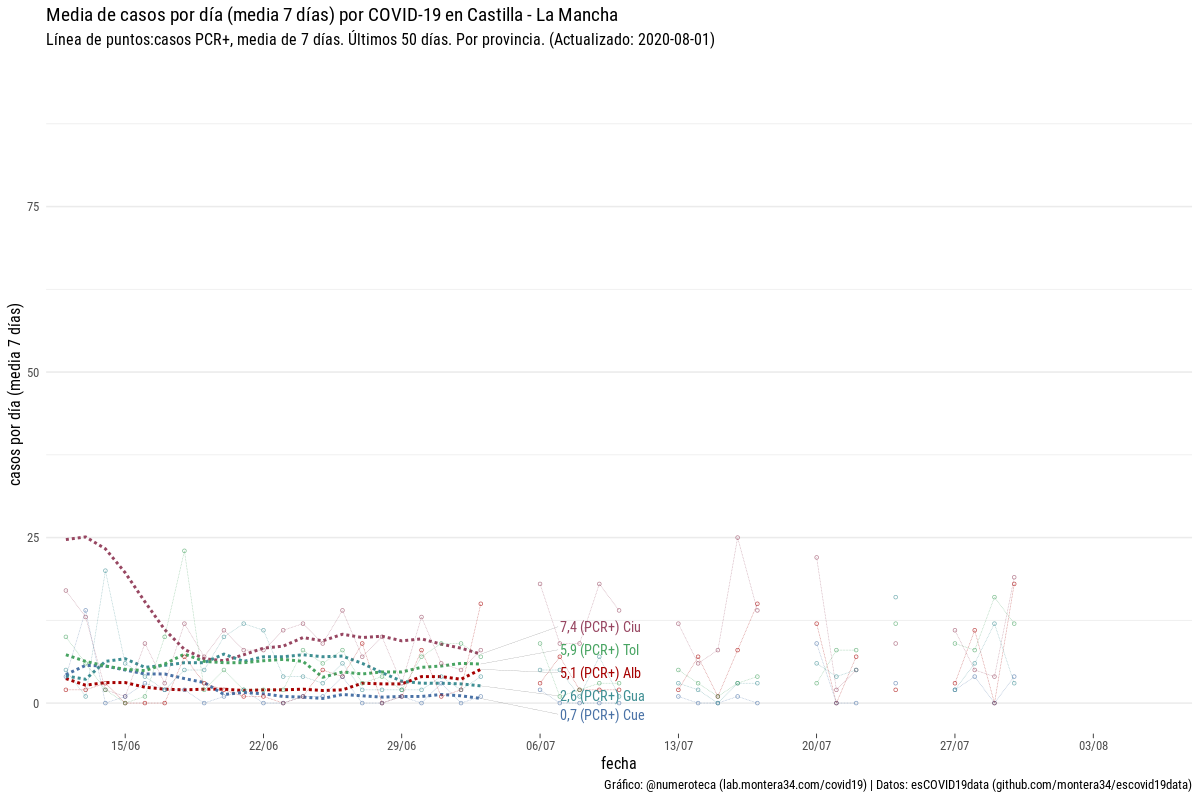 Media de casos por día (media 7 días) por COVID-19 en Castilla - La Mancha
Línea de puntos:casos PCR+, media de 7 días. Últimos 50 días. Por provincia. (Actualizado: 2020-08-01)
casos por día (media 7 días)
75
50
25
0
7,4 (PCR+) Ciu
5,9 (PCR+) Tol
5,1 (PCR+) Alb
2,6 (PCR+) Gua
0,7 (PCR+) Cue
15/06
22/06
29/06
06/07
13/07
20/07
27/07
03/08
fecha
Gráfico: @numeroteca (lab.montera34.com/covid19) | Datos: esCOVID19data (github.com/montera34/escovid19data)